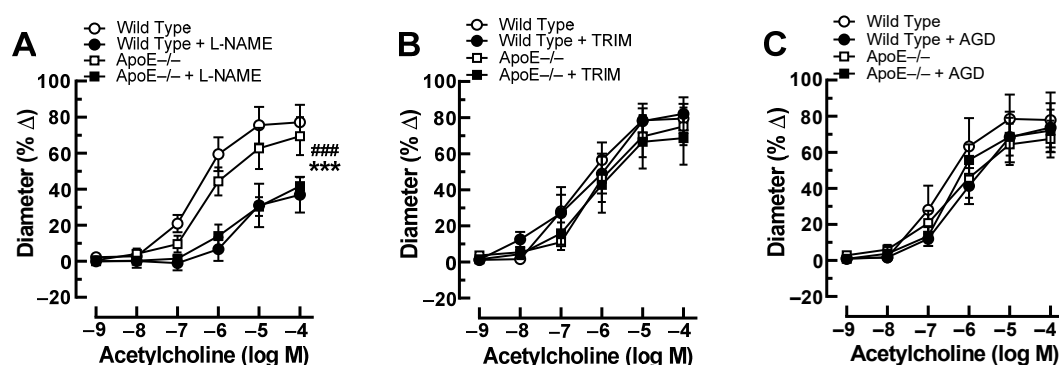 A
Wild Type
Wild Type + L-NAME
ApoE–/–
ApoE–/– + L-NAME
Diameter (% Δ)
100
80
60
40
20
0
–20
###
***
–9 –8 –7 –6 –5 –4
Acetylcholine (log M)
B
Wild Type
Wild Type + TRIM
ApoE–/–
ApoE–/– + TRIM
Diameter (% Δ)
100
80
60
40
20
0
–20
–9 –8 –7 –6 –5 –4
Acetylcholine (log M)
C
Wild Type
Wild Type + AGD
ApoE–/–
ApoE–/– + AGD
Diameter (% Δ)
100
80
60
40
20
0
–20
–9 –8 –7 –6 –5 –4
Acetylcholine (log M)